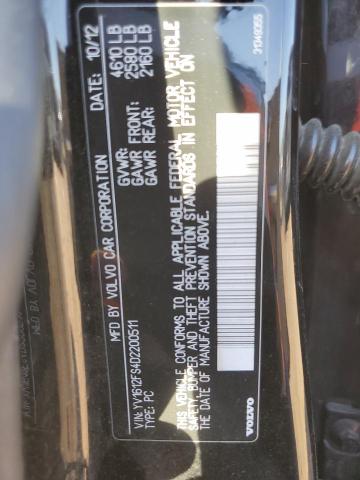 MFD BY VOLVO CAR CORPORATION DATE: 10/12
GVWR: 4610 LB
GAWR FRONT: 2580 LB
GAWR REAR: 2160 LB
VIN: YV1612FS4D2200511
TYPE: PC
THIS VEHICLE CONFORMS TO ALL APPLICABLE FEDERAL MOTOR VEHICLE
SAFETY, BUMPER AND THEFT PREVENTION STANDARDS IN EFFECT ON
THE DATE OF MANUFACTURE SHOWN ABOVE.
VOLVO
31349055